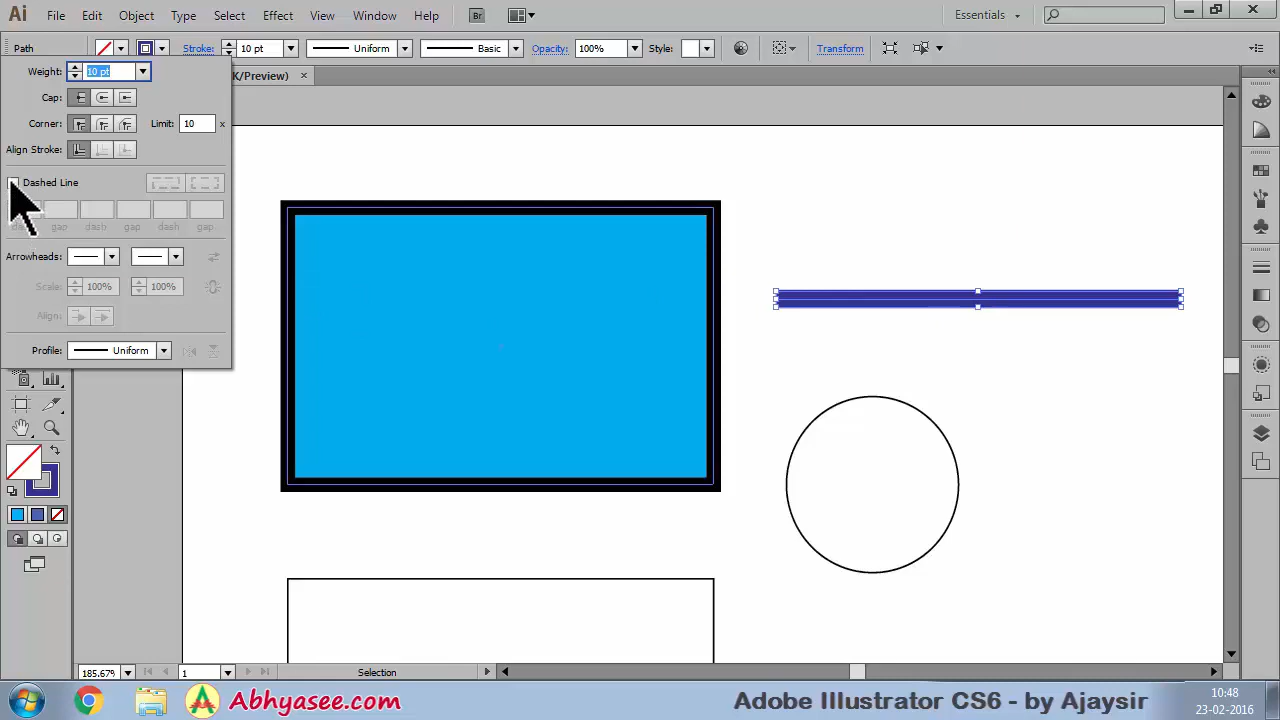 Ai File Edit Object Type Select Effect View Window Help Br Essentials
Path Stroke: 10 pt Uniform Basic Opacity: 100% Style: Transform
K/Preview) ×
Weight: 10 pt
Cap:
Corner: Limit: 10 x
Align Stroke:
Dashed Line
gap dash gap dash gap
Arrowheads:
Scale: 100% 100%
Align:
Profile: Uniform
185.67% 1 Selection
Abhyasee.com Adobe Illustrator CS6 - by Ajaysir 10:48
23-02-2016